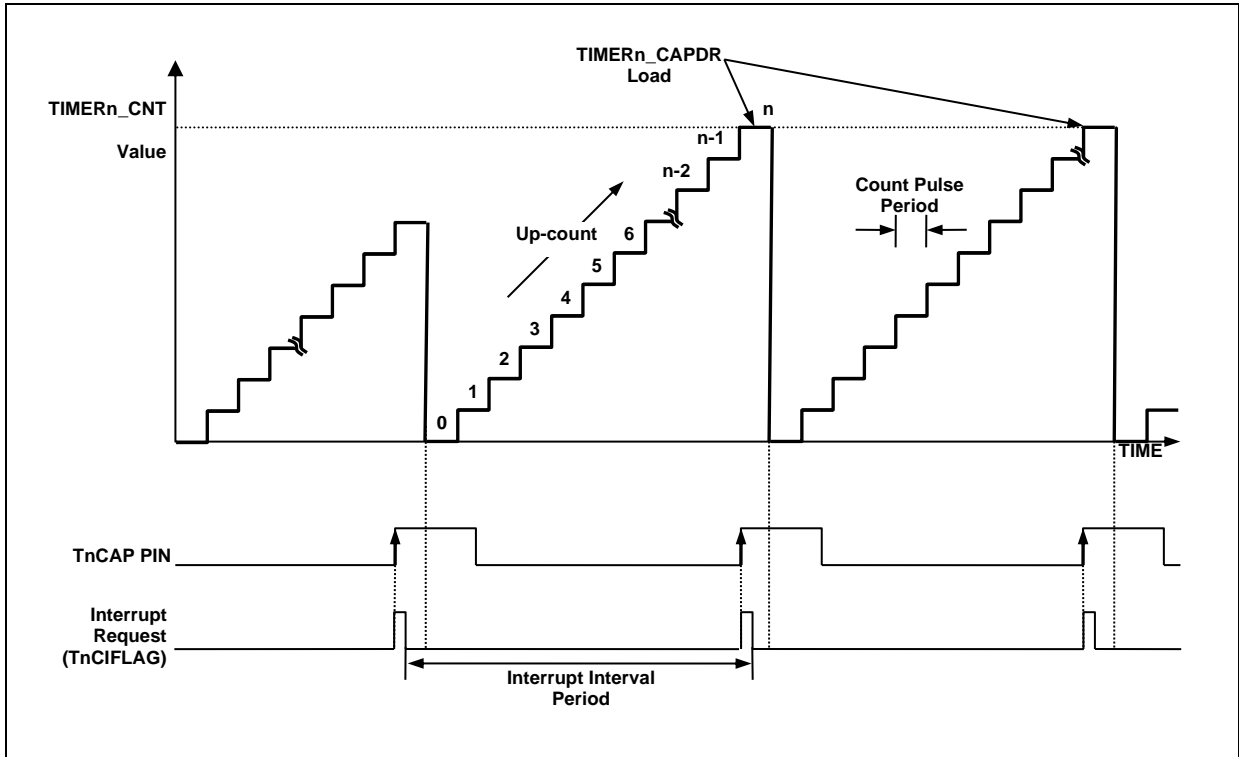 TIMERn_CAPDR
Load
TIMERn_CNT
Value
n
n-1
n-2
Count Pulse
Period
Up-count
6
5
4
3
2
1
0
TIME
TnCAP PIN
Interrupt
Request
(TnCIFLAG)
Interrupt Interval
Period